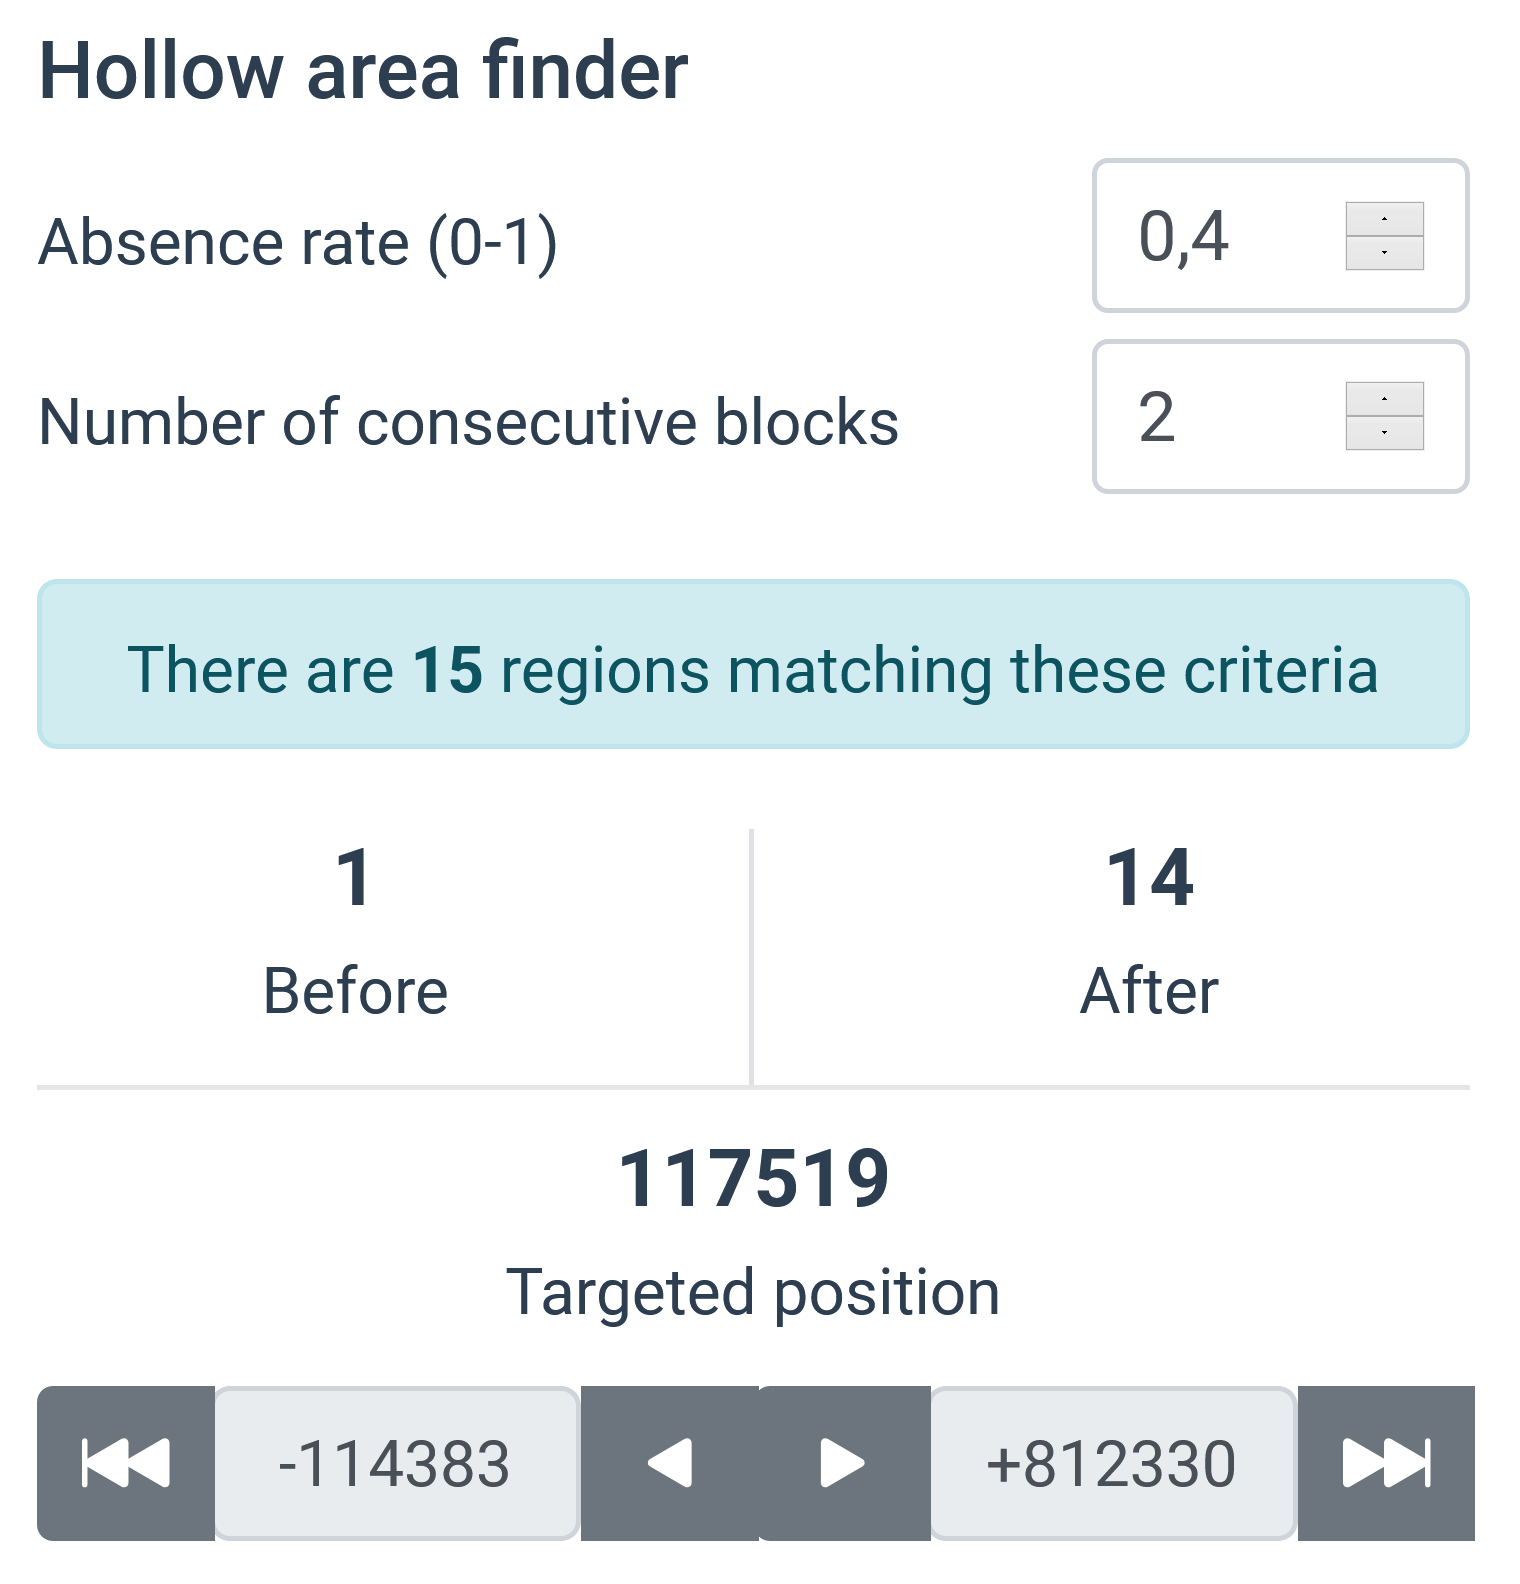 Hollow area finder
Absence rate (0-1)
0,4
Number of consecutive blocks
2
There are 15 regions matching these criteria
1
Before
14
After
117519
Targeted position
-114383
+812330